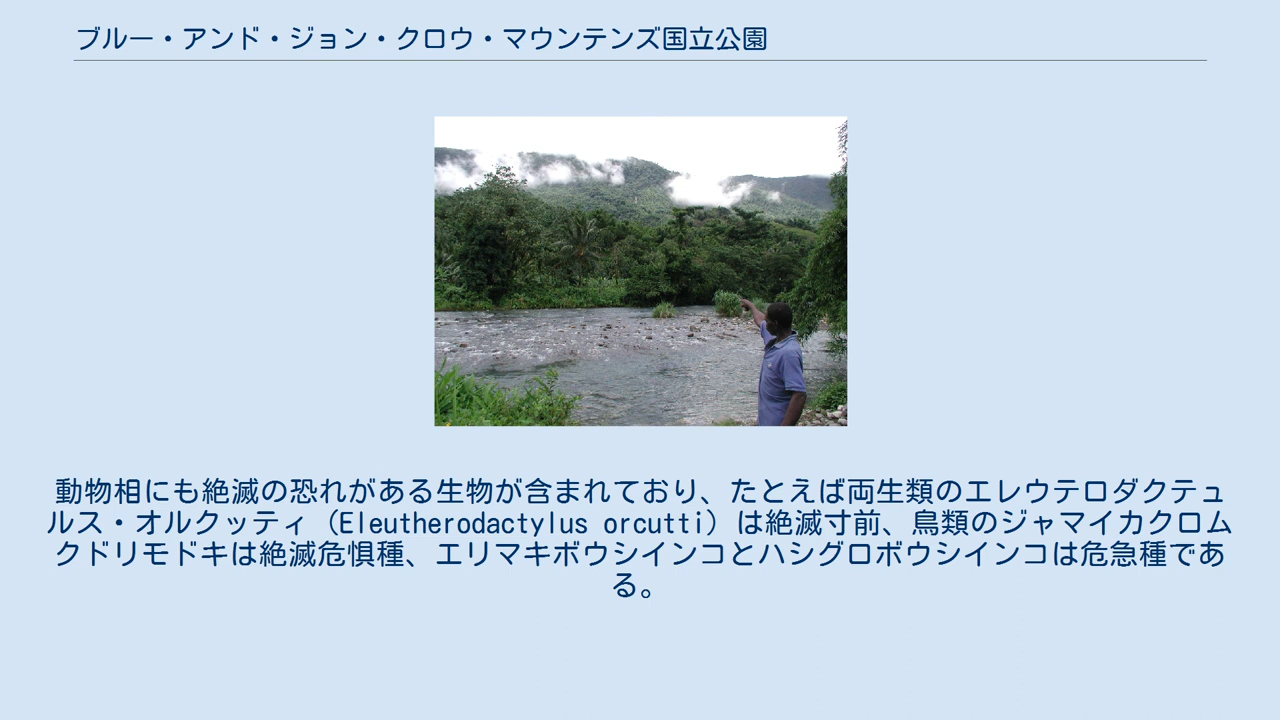 ブルー・アンド・ジョン・クロウ・マウンテンズ国立公園
動物相にも絶滅の恐れがある生物が含まれており、たとえば両生類のエレウテロダクテュ
ルス・オルクッティ（Eleutherodactylus orcutti）は絶滅寸前、鳥類のジャマイカクロム
クドリモドキは絶滅危惧種、エリマキボウシインコとハシグロボウシインコは危急種であ
る。